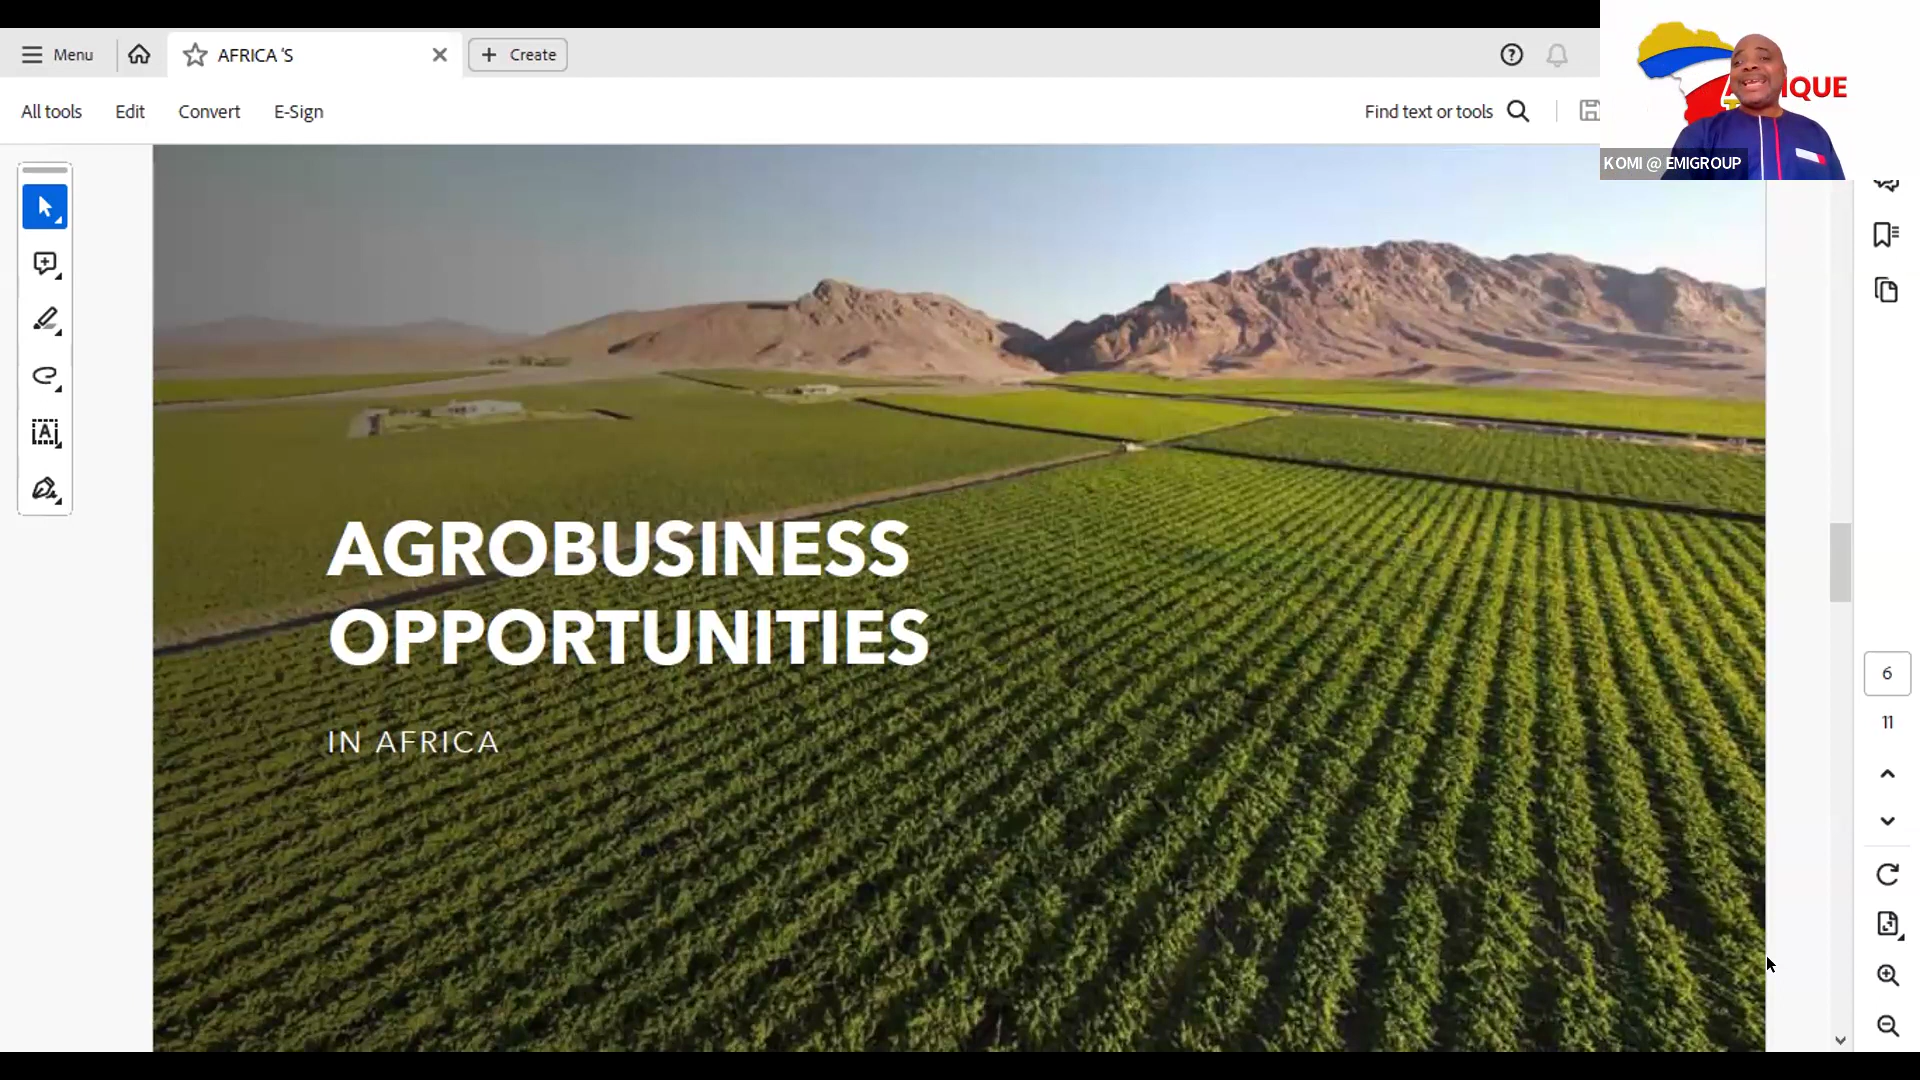 Menu
AFRICA 'S
Create
All tools
Edit
Convert
E-Sign
Find text or tools
IQUE
KOMI @ EMIGROUP
AGROBUSINESS
OPPORTUNITIES
IN AFRICA
6
11